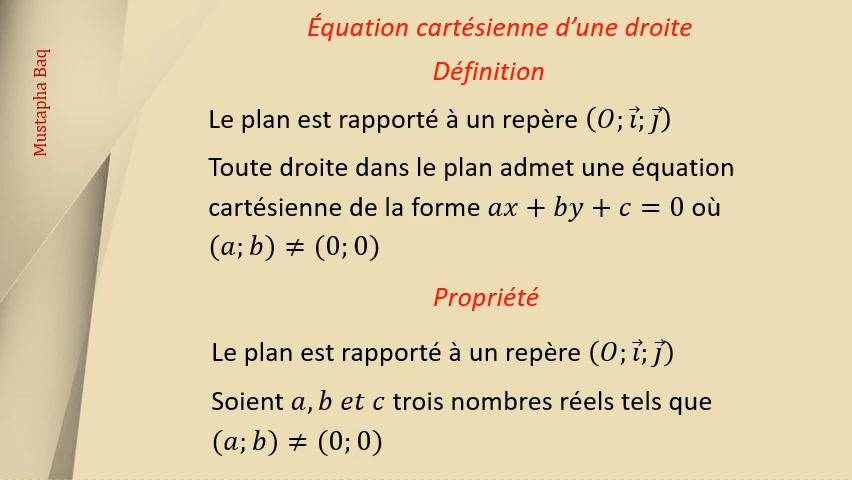 Équation cartésienne d’une droite
Définition
Mustapha Baq
Le plan est rapporté à un repère (O; i⃗; j⃗)
Toute droite dans le plan admet une équation
cartésienne de la forme ax + by + c = 0 où
(a; b) ≠ (0; 0)
Propriété
Le plan est rapporté à un repère (O; i⃗; j⃗)
Soient a, b et c trois nombres réels tels que
(a; b) ≠ (0; 0)